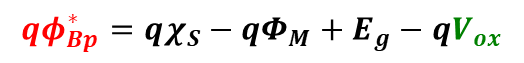 qϕ*Bp = qχS − qΦM + Eg − qVox